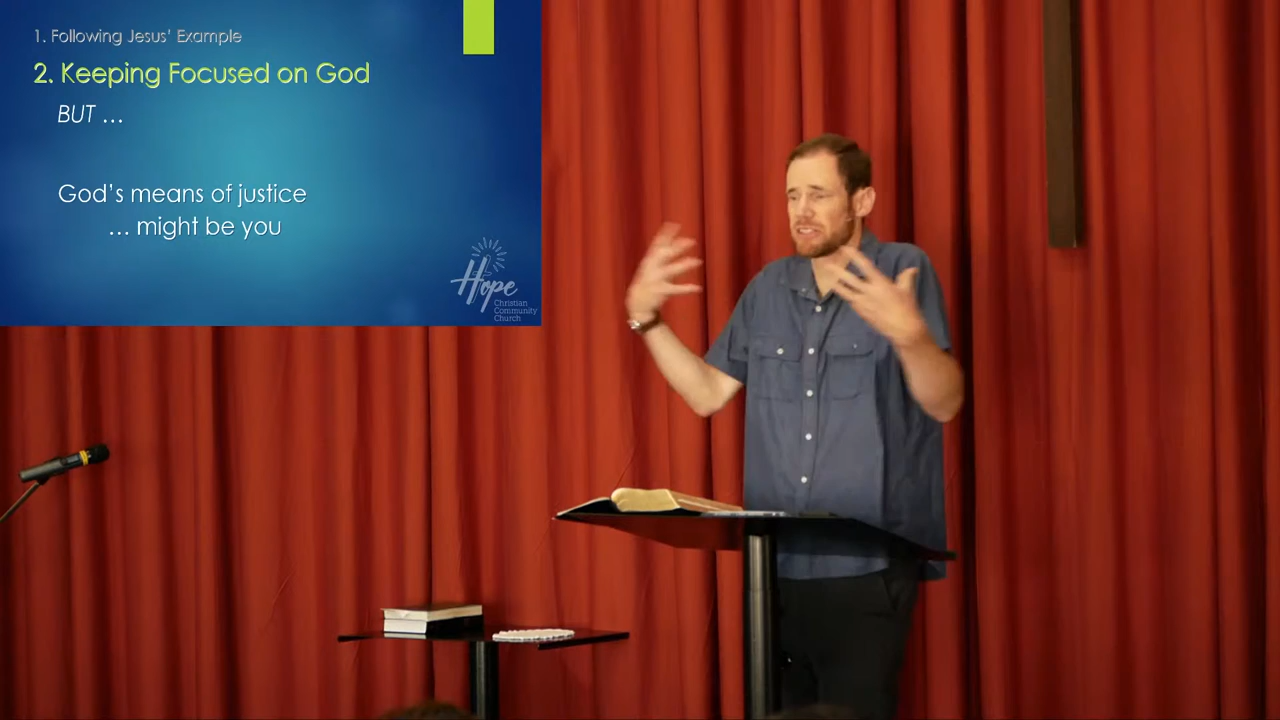 1. Following Jesus' Example
2. Keeping Focused on God
BUT ...
God's means of justice
... might be you
Hope
Christian
Community
Church